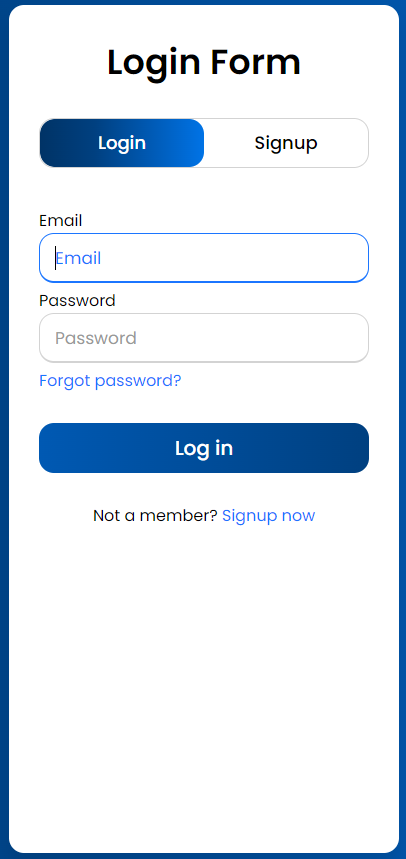 Login Form
Login Signup
Email
Email
Password
Password
Forgot password?
Log in
Not a member? Signup now